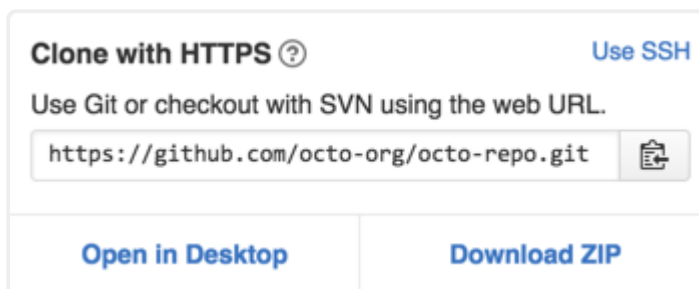 Clone with HTTPS ?
Use SSH
Use Git or checkout with SVN using the web URL.
https://github.com/octo-org/octo-repo.git
Open in Desktop
Download ZIP